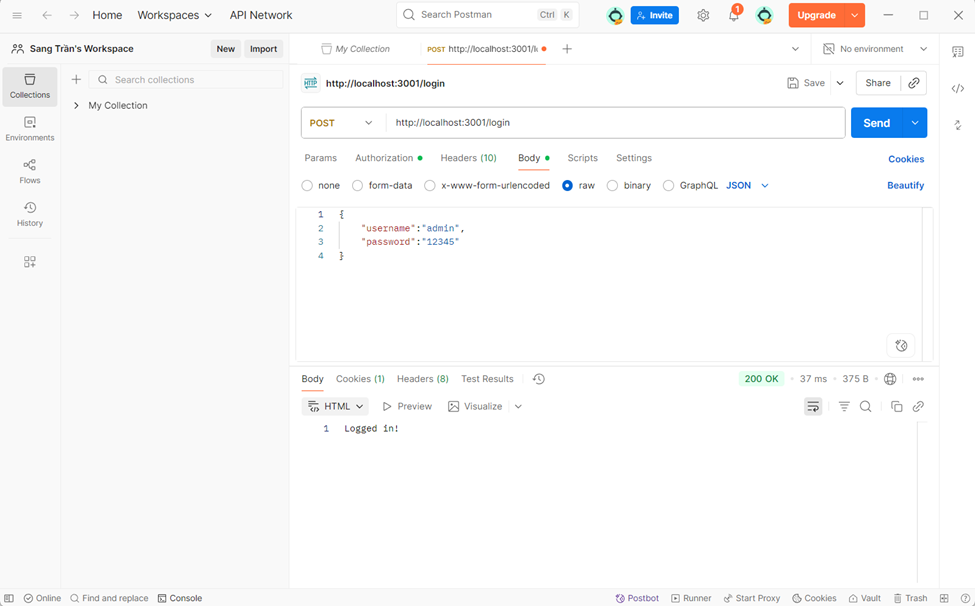 Home Workspaces API Network Search Postman Ctrl K Invite 1 Upgrade
Sang Trần's Workspace New Import My Collection POST http://localhost:3001/l No environment
Collections Search collections http://localhost:3001/login Save Share
My Collection
POST http://localhost:3001/login Send
Environments
Params Authorization Headers (10) Body Scripts Settings Cookies
Flows
none form-data x-www-form-urlencoded raw binary GraphQL JSON Beautify
History
1 {
2 "username":"admin",
3 "password":"12345"
4 }
Body Cookies (1) Headers (8) Test Results 200 OK • 37 ms • 375 B
HTML Preview Visualize
1 Logged in!
Online Find and replace Console Postbot Runner Start Proxy Cookies Vault Trash